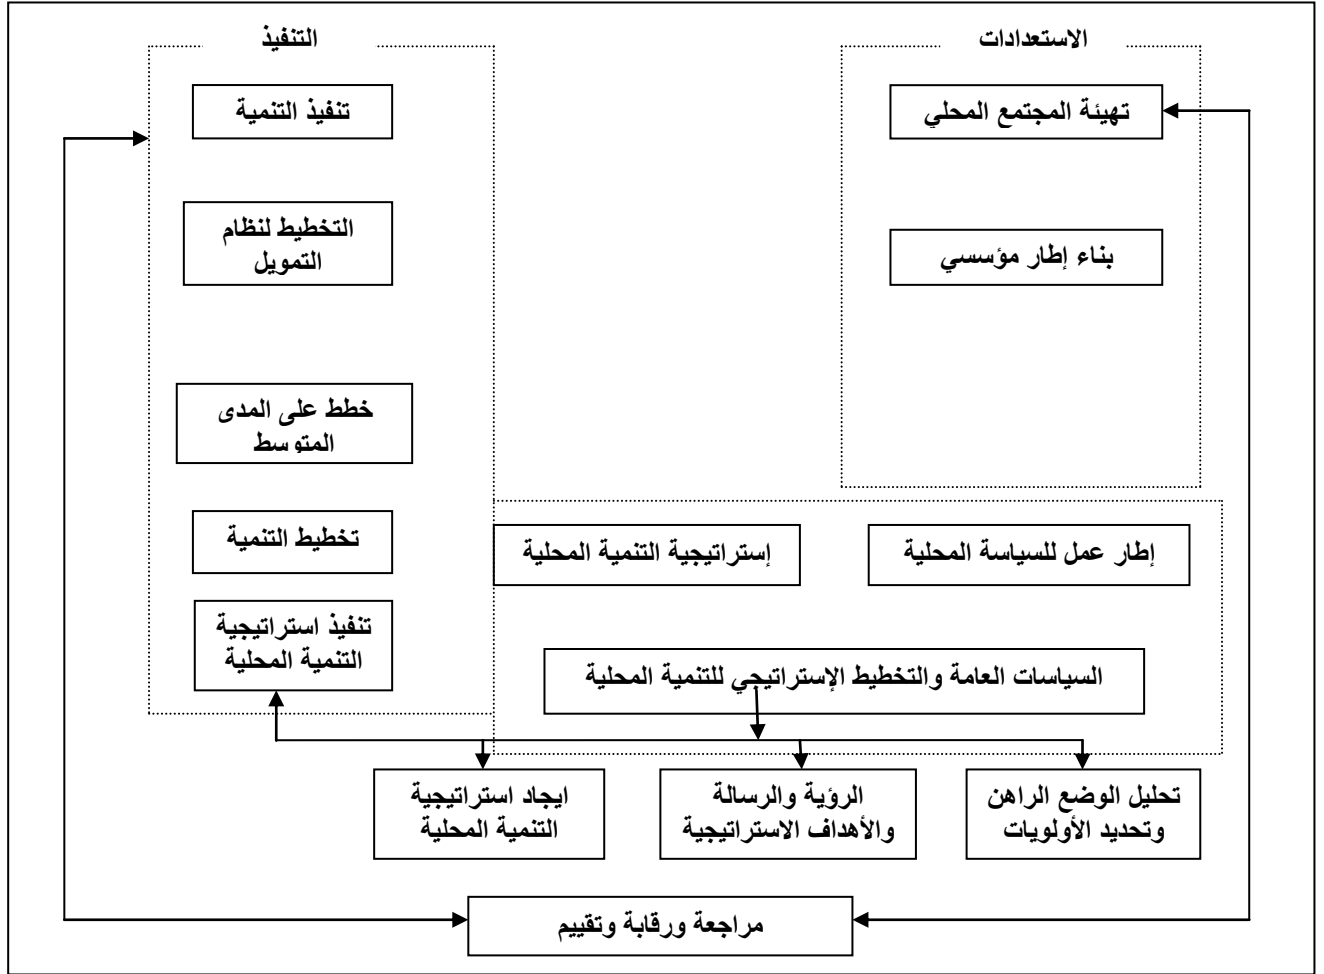 الاستعدادات
التنفيذ
تهيئة المجتمع المحلي
تنفيذ التنمية
بناء إطار مؤسسي
التخطيط لنظام
التمويل
خطط على المدى
المتوسط
إطار عمل للسياسة المحلية
إستراتيجية التنمية المحلية
تخطيط التنمية
السياسات العامة والتخطيط الإستراتيجي للتنمية المحلية
تنفيذ استراتيجية
التنمية المحلية
تحليل الوضع الراهن
وتحديد الأولويات
الرؤية والرسالة
والأهداف الاستراتيجية
ايجاد استراتيجية
التنمية المحلية
مراجعة ورقابة وتقييم